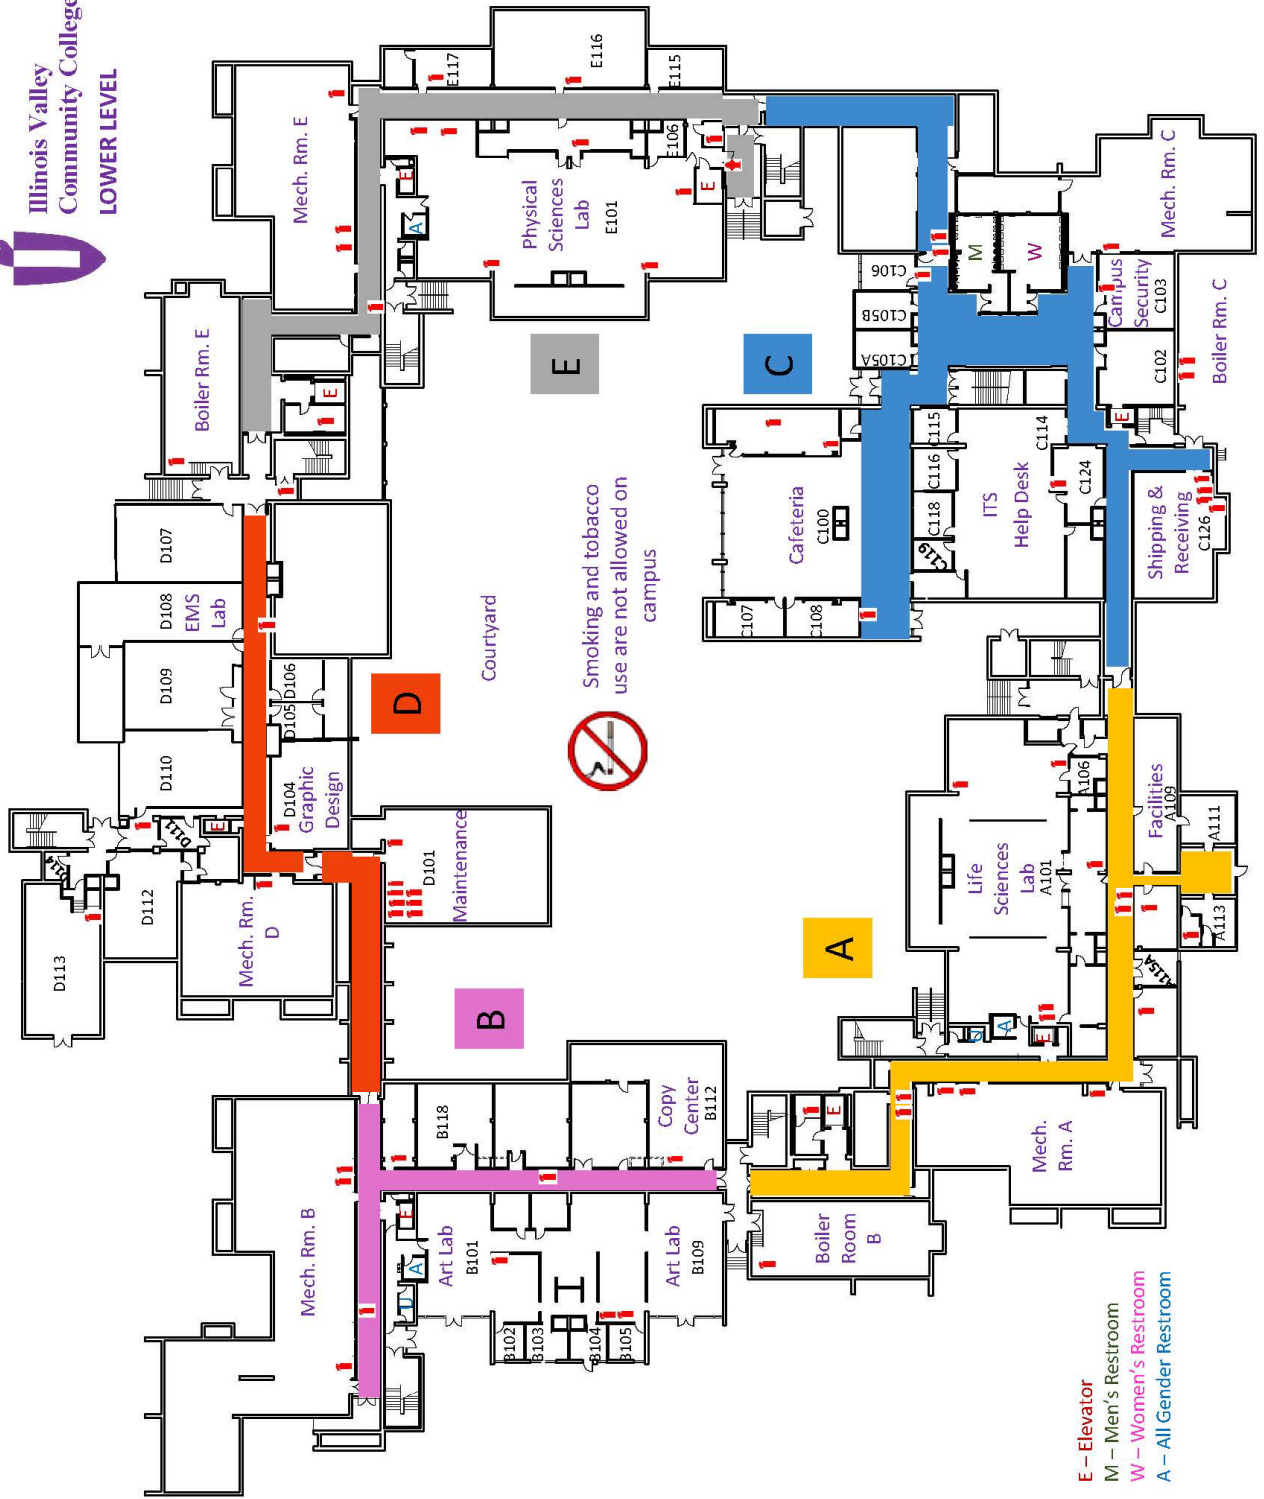 Illinois Valley
Community College
LOWER LEVEL
Mech. Rm. E
E117
E116
E115
E106
Physical
Sciences
Lab
E101
E
E
A
Boiler Rm. E
E
E
D107
D108
EMS
Lab
D109
D110
D106
D105
D104
Graphic
Design
D
D111
E
D114
D112
D113
Mech. Rm.
D
D101
Maintenance
Courtyard
Smoking and tobacco
use are not allowed on
campus
C
C106
C105B
C105A
M
W
Mech. Rm. C
Campus
Security
C103
C102
Boiler Rm. C
E
Cafeteria
C100
C107
C108
C115
C116
C118
C119
C114
C124
ITS
Help Desk
Shipping &
Receiving
C126
A
Life
Sciences
Lab
A101
A106
Facilities
A109
A111
A113
A115A
U
A
E
Mech.
Rm. A
E
Boiler
Room
B
B
Mech. Rm. B
B118
Copy
Center
B112
E
A
U
Art Lab
B101
Art Lab
B109
B102
B103
B104
B105
E – Elevator
M – Men's Restroom
W – Women's Restroom
A – All Gender Restroom